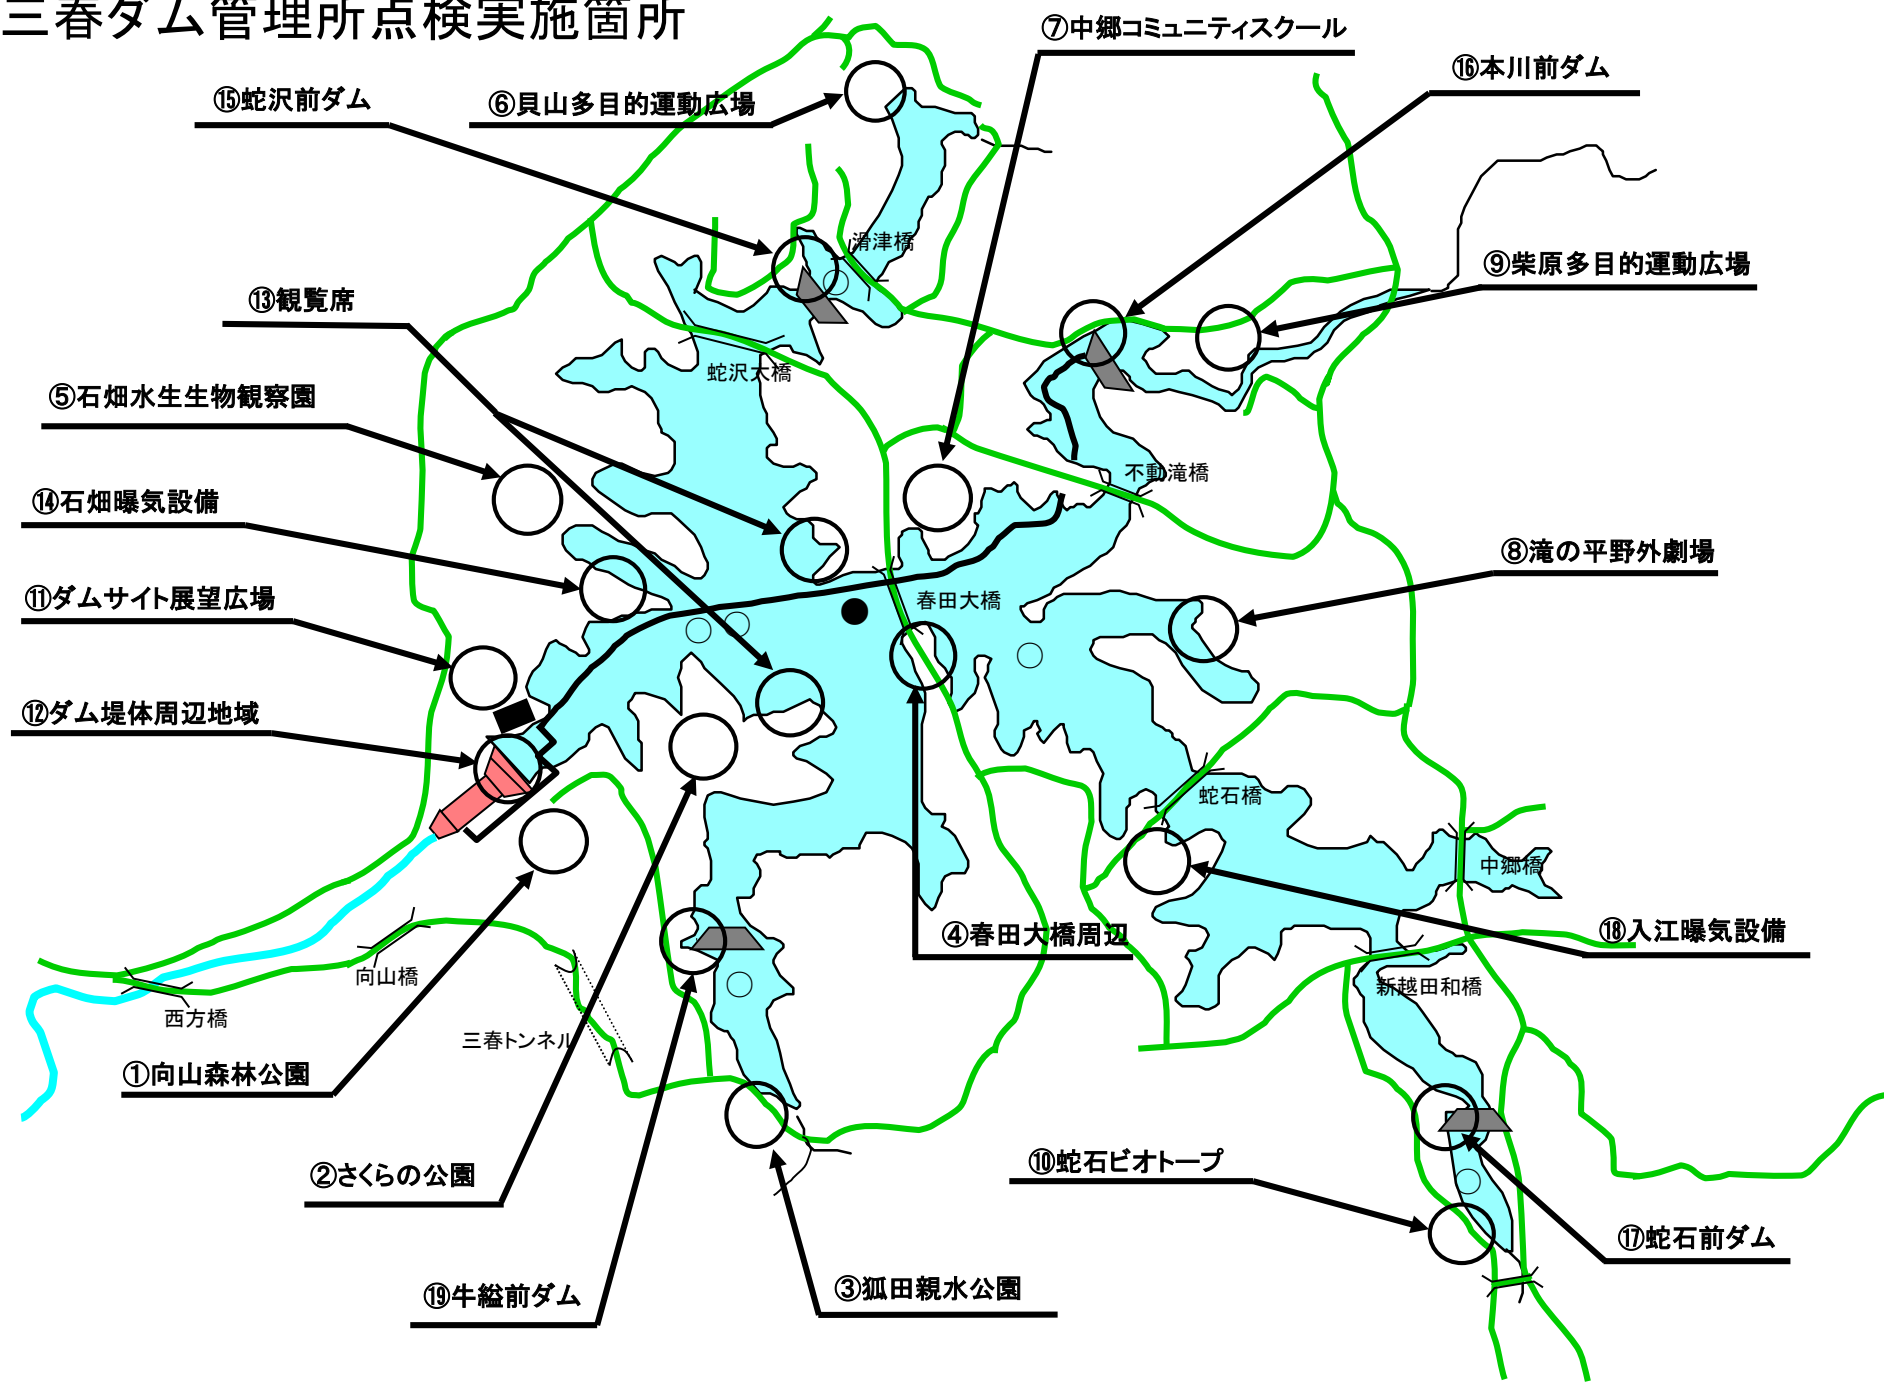 三春ダム管理所点検実施箇所
⑦中郷コミュニティスクール
⑯本川前ダム
⑮蛇沢前ダム
⑥貝山多目的運動広場
滑津橋
⑨柴原多目的運動広場
⑬観覧席
蛇沢大橋
⑤石畑水生生物観察園
不動滝橋
⑭石畑曝気設備
⑧滝の平野外劇場
⑪ダムサイト展望広場
春田大橋
⑫ダム堤体周辺地域
蛇石橋
中郷橋
④春田大橋周辺
⑱入江曝気設備
向山橋
新越田和橋
西方橋
三春トンネル
①向山森林公園
②さくらの公園
⑩蛇石ビオトープ
⑰蛇石前ダム
③狐田親水公園
⑲牛縊前ダム